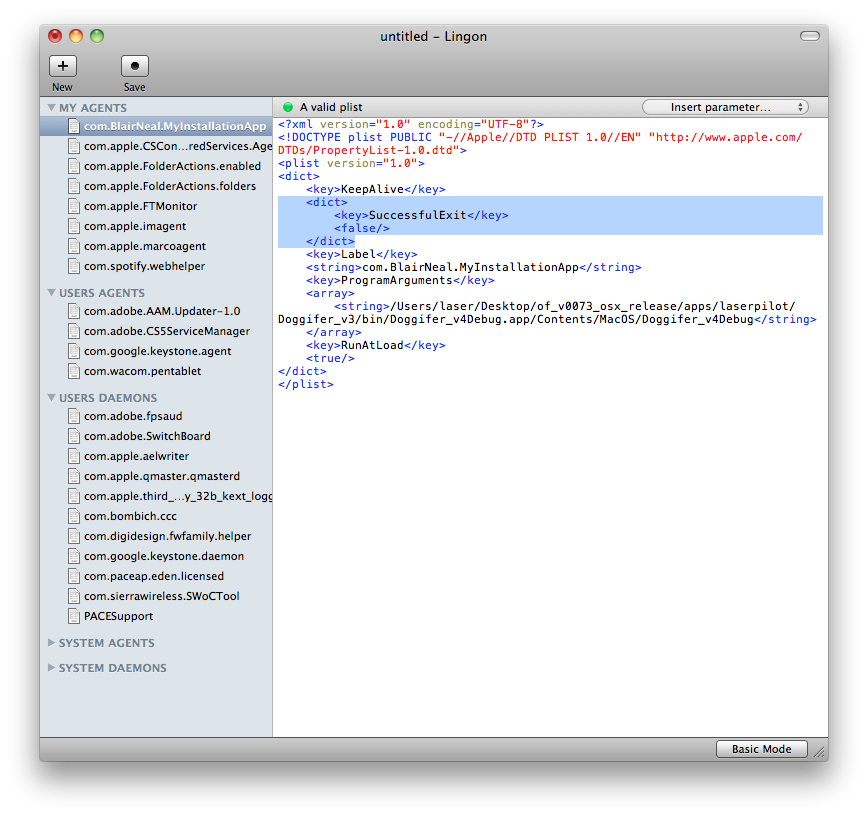 untitled – Lingon
New
Save
MY AGENTS
com.BlairNeal.MyInstallationApp
com.apple.CSCon...redServices.Age
com.apple.FolderActions.enabled
com.apple.FolderActions.folders
com.apple.FTMonitor
com.apple.imagent
com.apple.marcoagent
com.spotify.webhelper
USERS AGENTS
com.adobe.AAM.Updater-1.0
com.adobe.CS5ServiceManager
com.google.keystone.agent
com.wacom.pentablet
USERS DAEMONS
com.adobe.fpsaud
com.adobe.SwitchBoard
com.apple.aelwriter
com.apple.qmaster.qmasterd
com.apple.third_...y_32b_kext_logg
com.bombich.ccc
com.digidesign.fwfamily.helper
com.google.keystone.daemon
com.paceap.eden.licensed
com.sierrawireless.SWoCTool
PACESupport
SYSTEM AGENTS
SYSTEM DAEMONS
A valid plist
Insert parameter...
<?xml version="1.0" encoding="UTF-8"?>
<!DOCTYPE plist PUBLIC "-//Apple//DTD PLIST 1.0//EN" "http://www.apple.com/
DTDs/PropertyList-1.0.dtd">
<plist version="1.0">
<dict>
    <key>KeepAlive</key>
    <dict>
        <key>SuccessfulExit</key>
        <false/>
    </dict>
    <key>Label</key>
    <string>com.BlairNeal.MyInstallationApp</string>
    <key>ProgramArguments</key>
    <array>
        <string>/Users/laser/Desktop/of_v0073_osx_release/apps/laserpilot/
Doggifer_v3/bin/Doggifer_v4Debug.app/Contents/MacOS/Doggifer_v4Debug</string>
    </array>
    <key>RunAtLoad</key>
    <true/>
</dict>
</plist>
Basic Mode